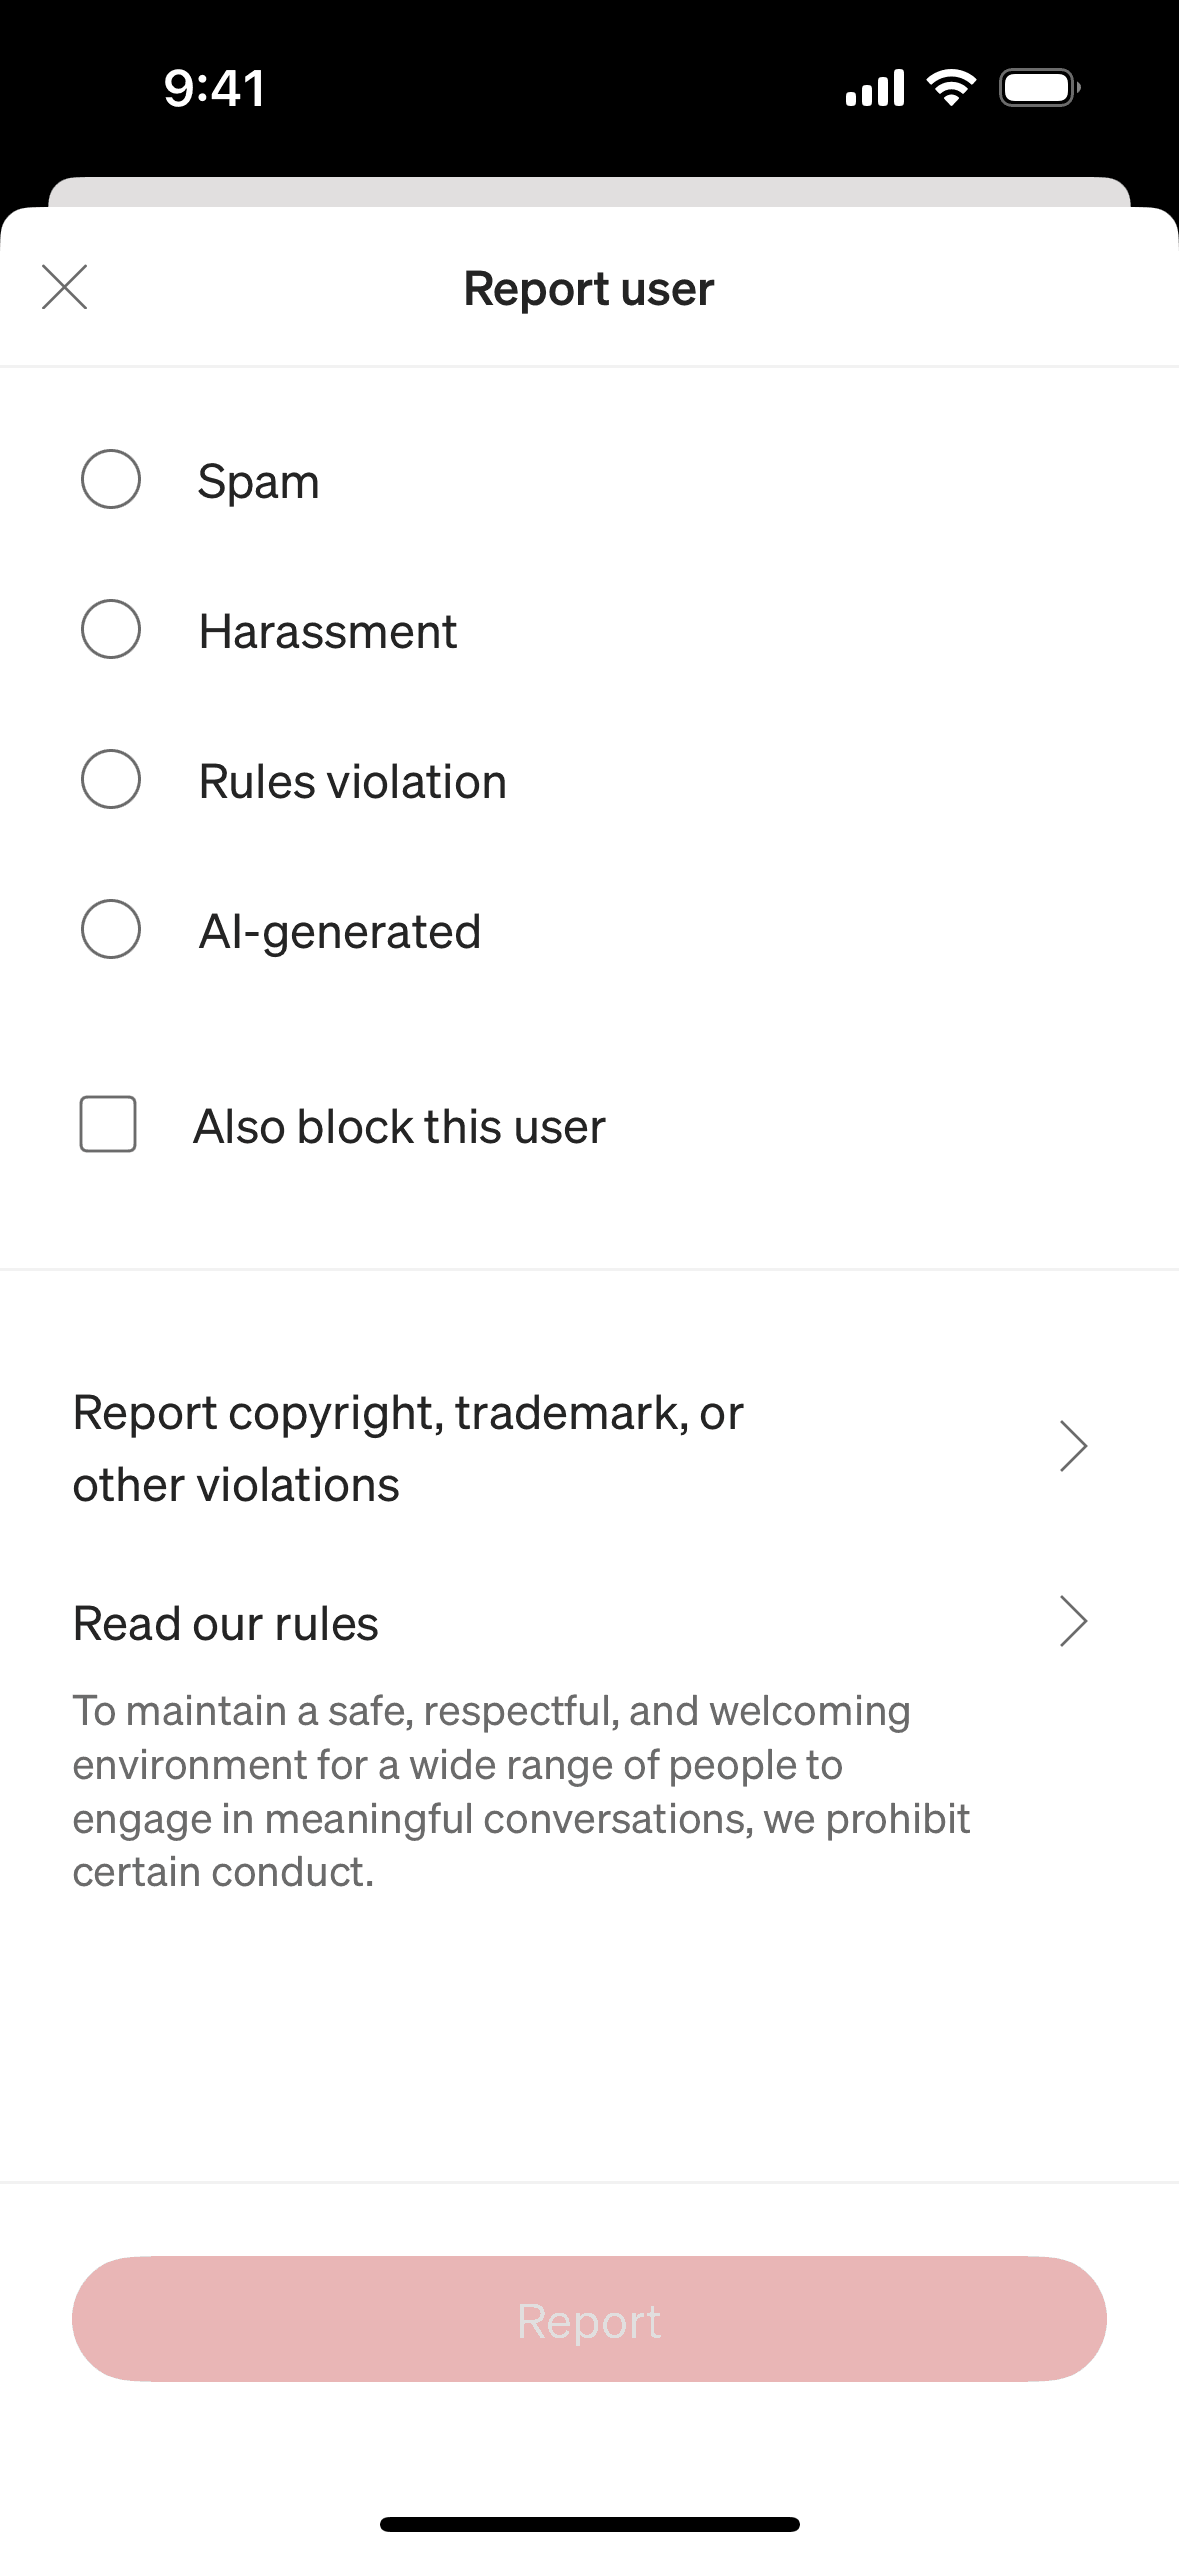 9:41
Report user
Spam
Harassment
Rules violation
AI-generated
Also block this user
Report copyright, trademark, or
other violations
Read our rules
To maintain a safe, respectful, and welcoming
environment for a wide range of people to
engage in meaningful conversations, we prohibit
certain conduct.
Report